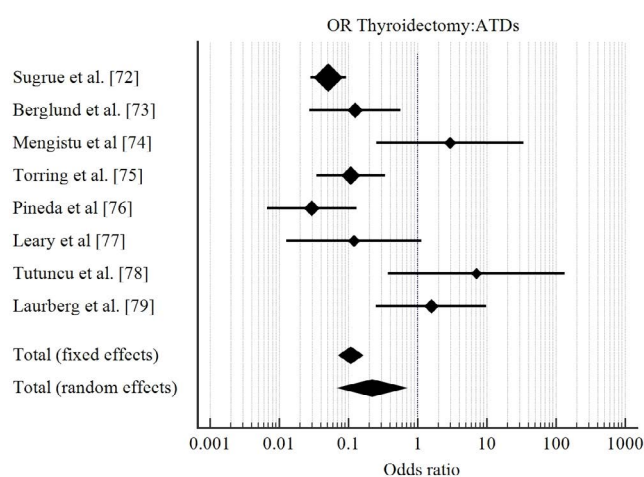 OR Thyroidectomy:ATDs
Sugrue et al. [72]
Berglund et al. [73]
Mengistu et al [74]
Torring et al. [75]
Pineda et al [76]
Leary et al [77]
Tutuncu et al. [78]
Laurberg et al. [79]
Total (fixed effects)
Total (random effects)
0.001 0.01 0.1 1 10 100 1000
Odds ratio